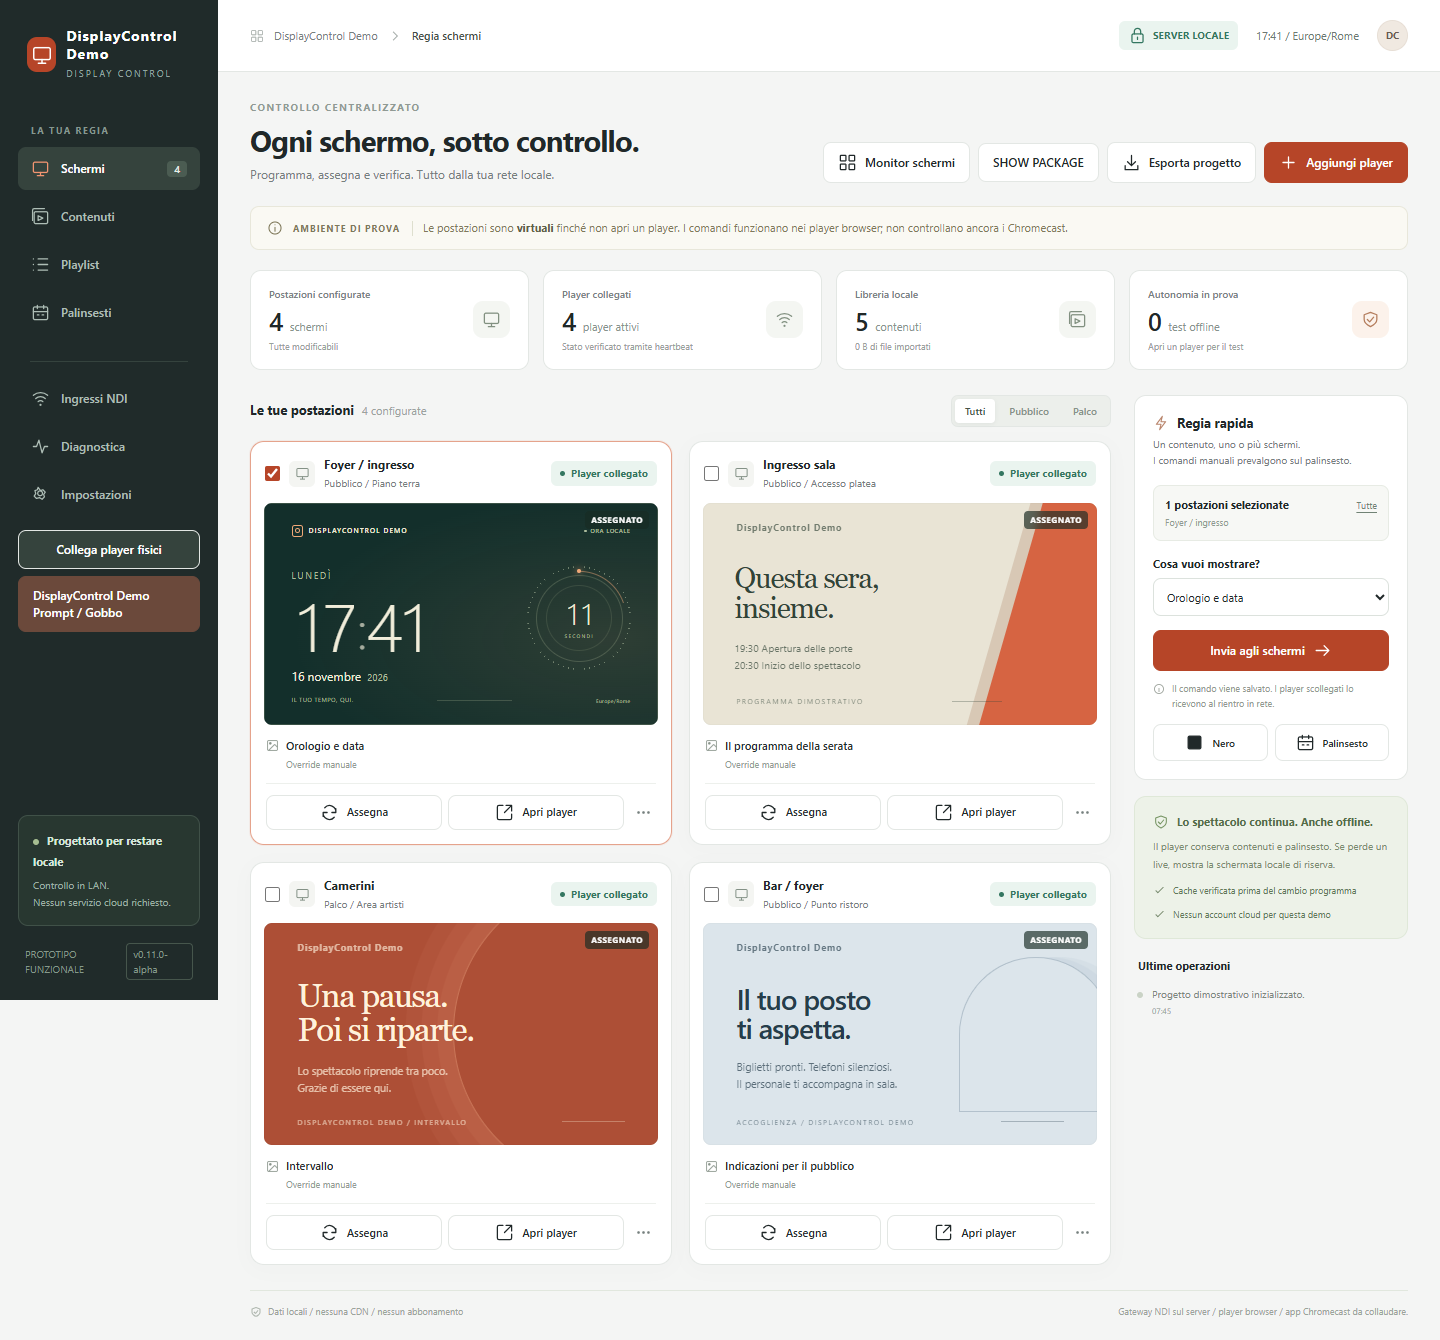 DisplayControl
Demo
DISPLAY CONTROL
LA TUA REGIA
Schermi 4
Contenuti
Playlist
Palinsesti
Ingressi NDI
Diagnostica
Impostazioni
Collega player fisici
DisplayControl Demo
Prompt / Gobbo
Progettato per restare
locale
Controllo in LAN.
Nessun servizio cloud richiesto.
PROTOTIPO
FUNZIONALE
v0.11.0-
alpha
DisplayControl Demo > Regia schermi
SERVER LOCALE
17:41 / Europe/Rome
DC
CONTROLLO CENTRALIZZATO
Ogni schermo, sotto controllo.
Programma, assegna e verifica. Tutto dalla tua rete locale.
Monitor schermi
SHOW PACKAGE
Esporta progetto
Aggiungi player
AMBIENTE DI PROVA
Le postazioni sono virtuali finché non apri un player. I comandi funzionano nei player browser; non controllano ancora i Chromecast.
Postazioni configurate
4 schermi
Tutte modificabili
Player collegati
4 player attivi
Stato verificato tramite heartbeat
Libreria locale
5 contenuti
0 B di file importati
Autonomia in prova
0 test offline
Apri un player per il test
Le tue postazioni 4 configurate
Tutti Pubblico Palco
Foyer / ingresso
Pubblico / Piano terra
Player collegato
DISPLAYCONTROL DEMO
ASSEGNATO
ORA LOCALE
LUNEDÌ
17:41
11
SECONDI
16 novembre 2026
IL TUO TEMPO, QUI.
Europe/Rome
Orologio e data
Override manuale
Assegna
Apri player
Ingresso sala
Pubblico / Accesso platea
Player collegato
DisplayControl Demo
ASSEGNATO
Questa sera,
insieme.
19:30 Apertura delle porte
20:30 Inizio dello spettacolo
PROGRAMMA DIMOSTRATIVO
Il programma della serata
Override manuale
Assegna
Apri player
Camerini
Palco / Area artisti
Player collegato
DisplayControl Demo
ASSEGNATO
Una pausa.
Poi si riparte.
Lo spettacolo riprende tra poco.
Grazie di essere qui.
DISPLAYCONTROL DEMO / INTERVALLO
Intervallo
Override manuale
Assegna
Apri player
Bar / foyer
Pubblico / Punto ristoro
Player collegato
DisplayControl Demo
ASSEGNATO
Il tuo posto
ti aspetta.
Biglietti pronti. Telefoni silenziosi.
Il personale ti accompagna in sala.
ACCOGLIENZA / DISPLAYCONTROL DEMO
Indicazioni per il pubblico
Override manuale
Assegna
Apri player
Regia rapida
Un contenuto, uno o più schermi.
I comandi manuali prevalgono sul palinsesto.
1 postazioni selezionate
Tutte
Foyer / ingresso
Cosa vuoi mostrare?
Orologio e data
Invia agli schermi
Il comando viene salvato. I player scollegati lo
ricevono al rientro in rete.
Nero
Palinsesto
Lo spettacolo continua. Anche offline.
Il player conserva contenuti e palinsesto. Se perde un
live, mostra la schermata locale di riserva.
Cache verificata prima del cambio programma
Nessun account cloud per questa demo
Ultime operazioni
Progetto dimostrativo inizializzato.
07:45
Dati locali / nessuna CDN / nessun abbonamento
Gateway NDI sul server / player browser / app Chromecast da collaudare.